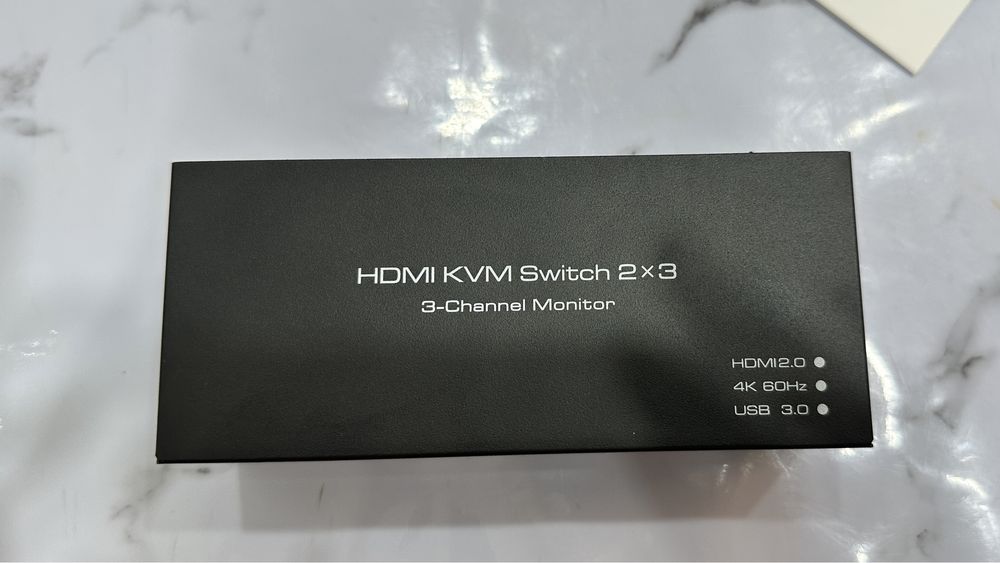 HDMI KVM Switch 2×3
3-Channel Monitor
HDMI2.0
4K 60Hz
USB 3.0